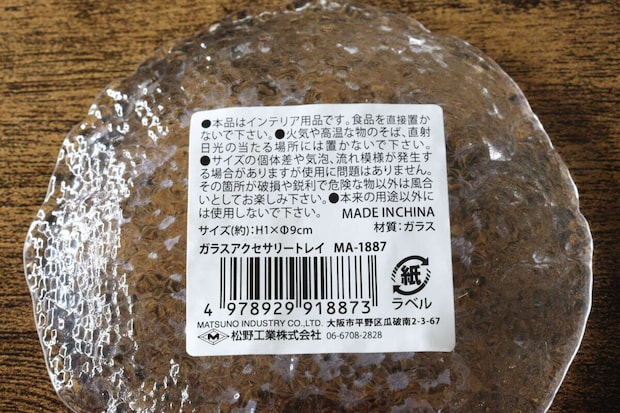 ●本品はインテリア用品です。食品を直接置か
ないで下さい。●火気や高温な物のそば、直射
日光の当たる場所には置かないで下さい。
●サイズの個体差や気泡、流れ模様が発生す
る場合がありますが使用に問題はありません。
その箇所が破損や鋭利で危険な物以外は風合
いとしてお楽しみ下さい。●本来の用途以外に
は使用しないで下さい。 MADE IN CHINA
サイズ(約):H1×Φ9cm 材質:ガラス
ガラスアクセサリートレイ MA-1887
紙
ラベル
4 978929 918873
MATSUNO INDUSTRY CO.,LTD. 大阪市平野区瓜破南2-3-67
M 松野工業株式会社 06-6708-2828